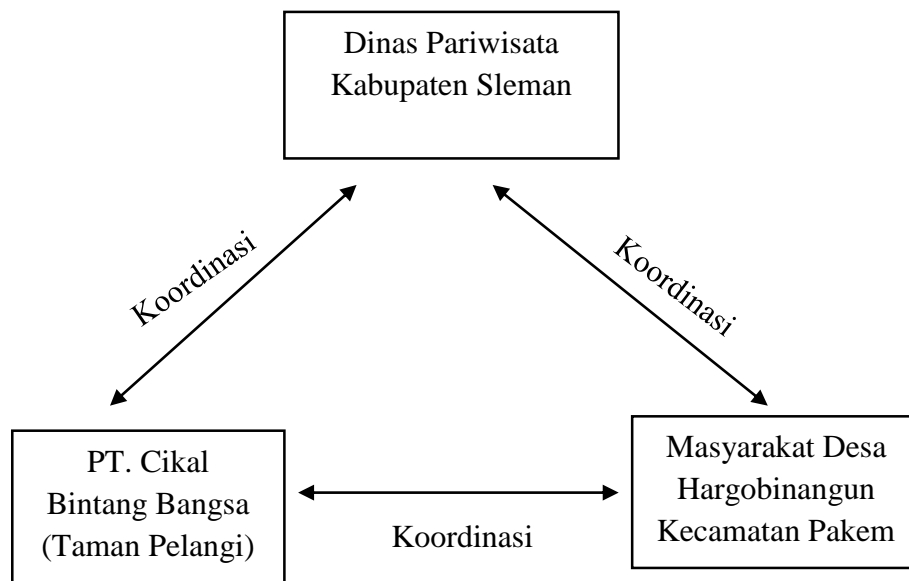 Dinas Pariwisata
Kabupaten Sleman
Koordinasi
Koordinasi
PT. Cikal
Bintang Bangsa
(Taman Pelangi)
Koordinasi
Masyarakat Desa
Hargobinangun
Kecamatan Pakem